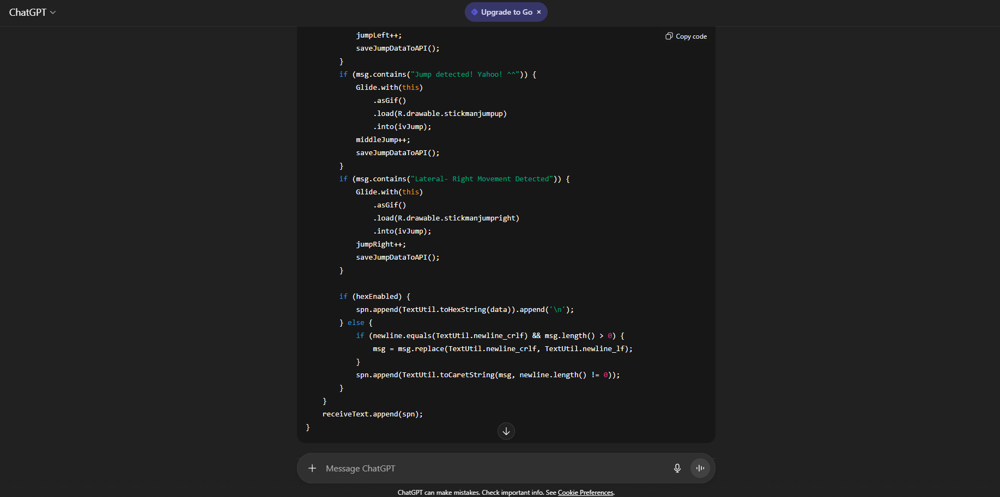 ChatGPT
Upgrade to Go ×
jumpLeft++;
Copy code
saveJumpDataToAPI();
}
if (msg.contains("Jump detected! Yahoo! ^^")) {
Glide.with(this)
.asGif()
.load(R.drawable.stickmanjumpup)
.into(ivJump);
middleJump++;
saveJumpDataToAPI();
}
if (msg.contains("Lateral- Right Movement Detected")) {
Glide.with(this)
.asGif()
.load(R.drawable.stickmanjumpright)
.into(ivJump);
jumpRight++;
saveJumpDataToAPI();
}
if (hexEnabled) {
spn.append(TextUtil.toHexString(data)).append('\n');
} else {
if (newline.equals(TextUtil.newline_crlf) && msg.length() > 0) {
msg = msg.replace(TextUtil.newline_crlf, TextUtil.newline_lf);
}
spn.append(TextUtil.toCaretString(msg, newline.length() != 0));
}
}
receiveText.append(spn);
}
Message ChatGPT
ChatGPT can make mistakes. Check important info. See Cookie Preferences.